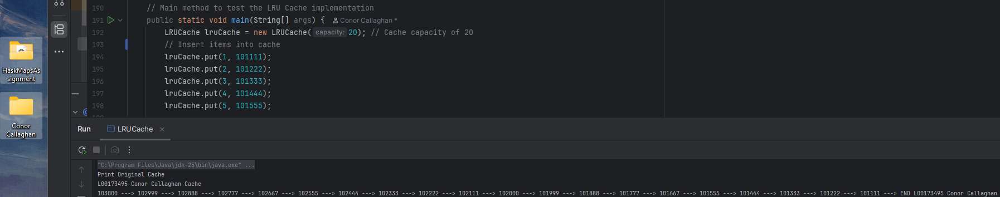 HaskMapsAs
signment
Conor
Callaghan
190 // Main method to test the LRU Cache implementation
191 public static void main(String[] args) { Conor Callaghan *
192 LRUCache lruCache = new LRUCache( capacity: 20); // Cache capacity of 20
193 // Insert items into cache
194 lruCache.put(1, 101111);
195 lruCache.put(2, 101222);
196 lruCache.put(3, 101333);
197 lruCache.put(4, 101444);
198 lruCache.put(5, 101555);
Run LRUCache
"C:\Program Files\Java\jdk-25\bin\java.exe" ...
Print Original Cache
L00173495 Conor Callaghan Cache
103000 ---> 102999 ---> 102888 ---> 102777 ---> 102667 ---> 102555 ---> 102444 ---> 102333 ---> 102222 ---> 102111 ---> 102000 ---> 101999 ---> 101888 ---> 101777 ---> 101667 ---> 101555 ---> 101444 ---> 101333 ---> 101222 ---> 101111 ---> END L00173495 Conor Callaghan